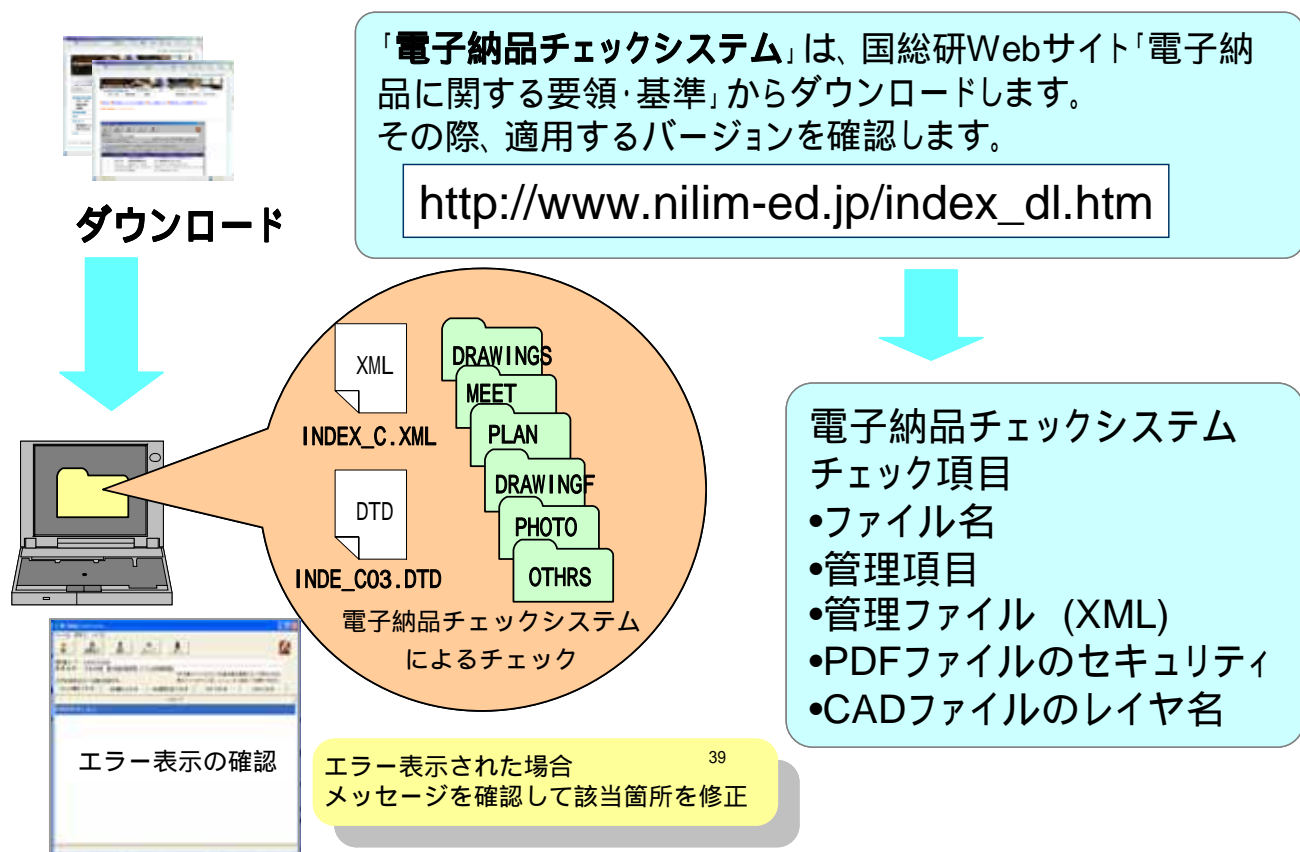 「電子納品チェックシステム」は、国総研Webサイト「電子納
品に関する要領・基準」からダウンロードします。
その際、適用するバージョンを確認します。
http://www.nilim-ed.jp/index_dl.htm
ダウンロード
XML
INDEX_C.XML
DTD
INDE_C03.DTD
DRAWINGS
MEET
PLAN
DRAWINGF
PHOTO
OTHRS
電子納品チェックシステム
によるチェック
電子納品チェックシステム
チェック項目
•ファイル名
•管理項目
•管理ファイル (XML)
•PDFファイルのセキュリティ
•CADファイルのレイヤ名
エラー表示の確認
エラー表示された場合
メッセージを確認して該当箇所を修正
39